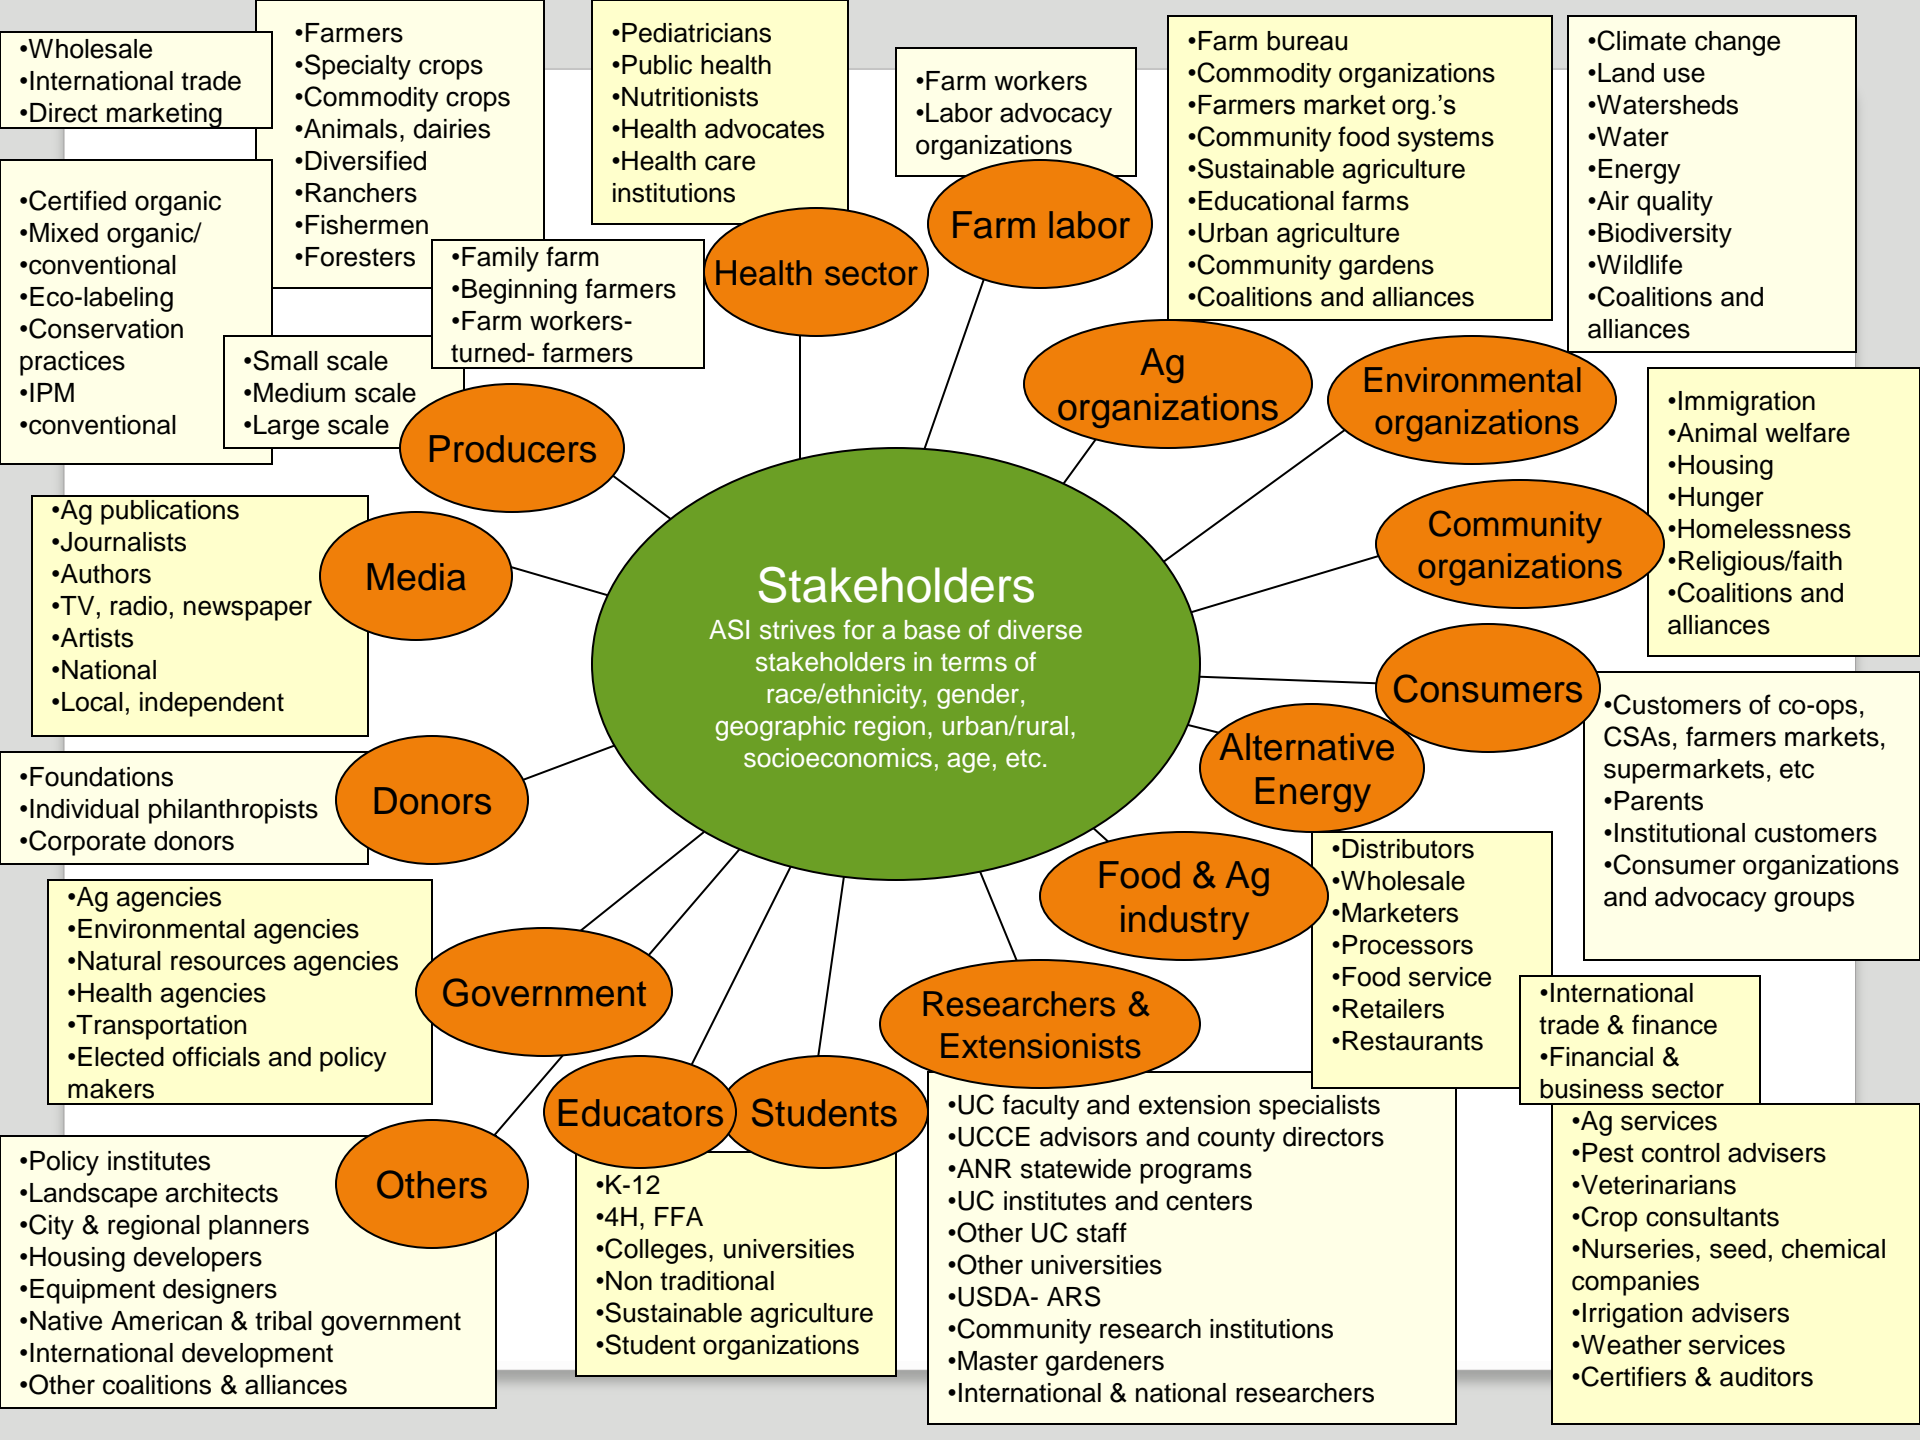 •Wholesale
•International trade
•Direct marketing
•Farmers
•Specialty crops
•Commodity crops
•Animals, dairies
•Diversified
•Ranchers
•Fishermen
•Foresters
•Certified organic
•Mixed organic/
•conventional
•Eco-labeling
•Conservation
practices
•IPM
•conventional
•Small scale
•Medium scale
•Large scale
•Family farm
•Beginning farmers
•Farm workers-
turned- farmers
Producers
•Pediatricians
•Public health
•Nutritionists
•Health advocates
•Health care
institutions
Health sector
•Farm workers
•Labor advocacy
organizations
Farm labor
•Farm bureau
•Commodity organizations
•Farmers market org.'s
•Community food systems
•Sustainable agriculture
•Educational farms
•Urban agriculture
•Community gardens
•Coalitions and alliances
Ag
organizations
•Climate change
•Land use
•Watersheds
•Water
•Energy
•Air quality
•Biodiversity
•Wildlife
•Coalitions and
alliances
Environmental
organizations
•Immigration
•Animal welfare
•Housing
•Hunger
•Homelessness
•Religious/faith
•Coalitions and
alliances
Community
organizations
•Ag publications
•Journalists
•Authors
•TV, radio, newspaper
•Artists
•National
•Local, independent
Media
Stakeholders
ASI strives for a base of diverse
stakeholders in terms of
race/ethnicity, gender,
geographic region, urban/rural,
socioeconomics, age, etc.
Consumers
•Customers of co-ops,
CSAs, farmers markets,
supermarkets, etc
•Parents
•Institutional customers
•Consumer organizations
and advocacy groups
Alternative
Energy
•Foundations
•Individual philanthropists
•Corporate donors
Donors
Food & Ag
industry
•Distributors
•Wholesale
•Marketers
•Processors
•Food service
•Retailers
•Restaurants
•International
trade & finance
•Financial &
business sector
•Ag services
•Pest control advisers
•Veterinarians
•Crop consultants
•Nurseries, seed, chemical
companies
•Irrigation advisers
•Weather services
•Certifiers & auditors
•Ag agencies
•Environmental agencies
•Natural resources agencies
•Health agencies
•Transportation
•Elected officials and policy
makers
Government
Researchers &
Extensionists
•UC faculty and extension specialists
•UCCE advisors and county directors
•ANR statewide programs
•UC institutes and centers
•Other UC staff
•Other universities
•USDA- ARS
•Community research institutions
•Master gardeners
•International & national researchers
Educators
Students
•K-12
•4H, FFA
•Colleges, universities
•Non traditional
•Sustainable agriculture
•Student organizations
Others
•Policy institutes
•Landscape architects
•City & regional planners
•Housing developers
•Equipment designers
•Native American & tribal government
•International development
•Other coalitions & alliances